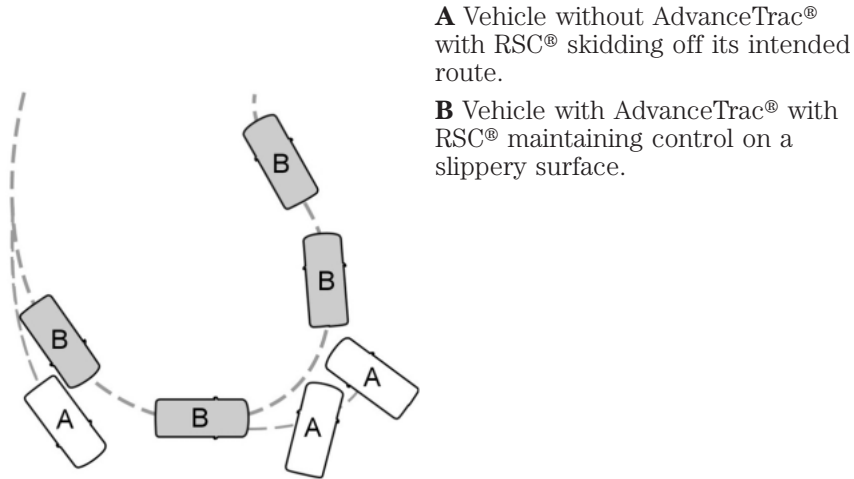 A Vehicle without AdvanceTrac®
with RSC® skidding off its intended
route.
B Vehicle with AdvanceTrac® with
RSC® maintaining control on a
slippery surface.
B
B
B
A
A
B
A